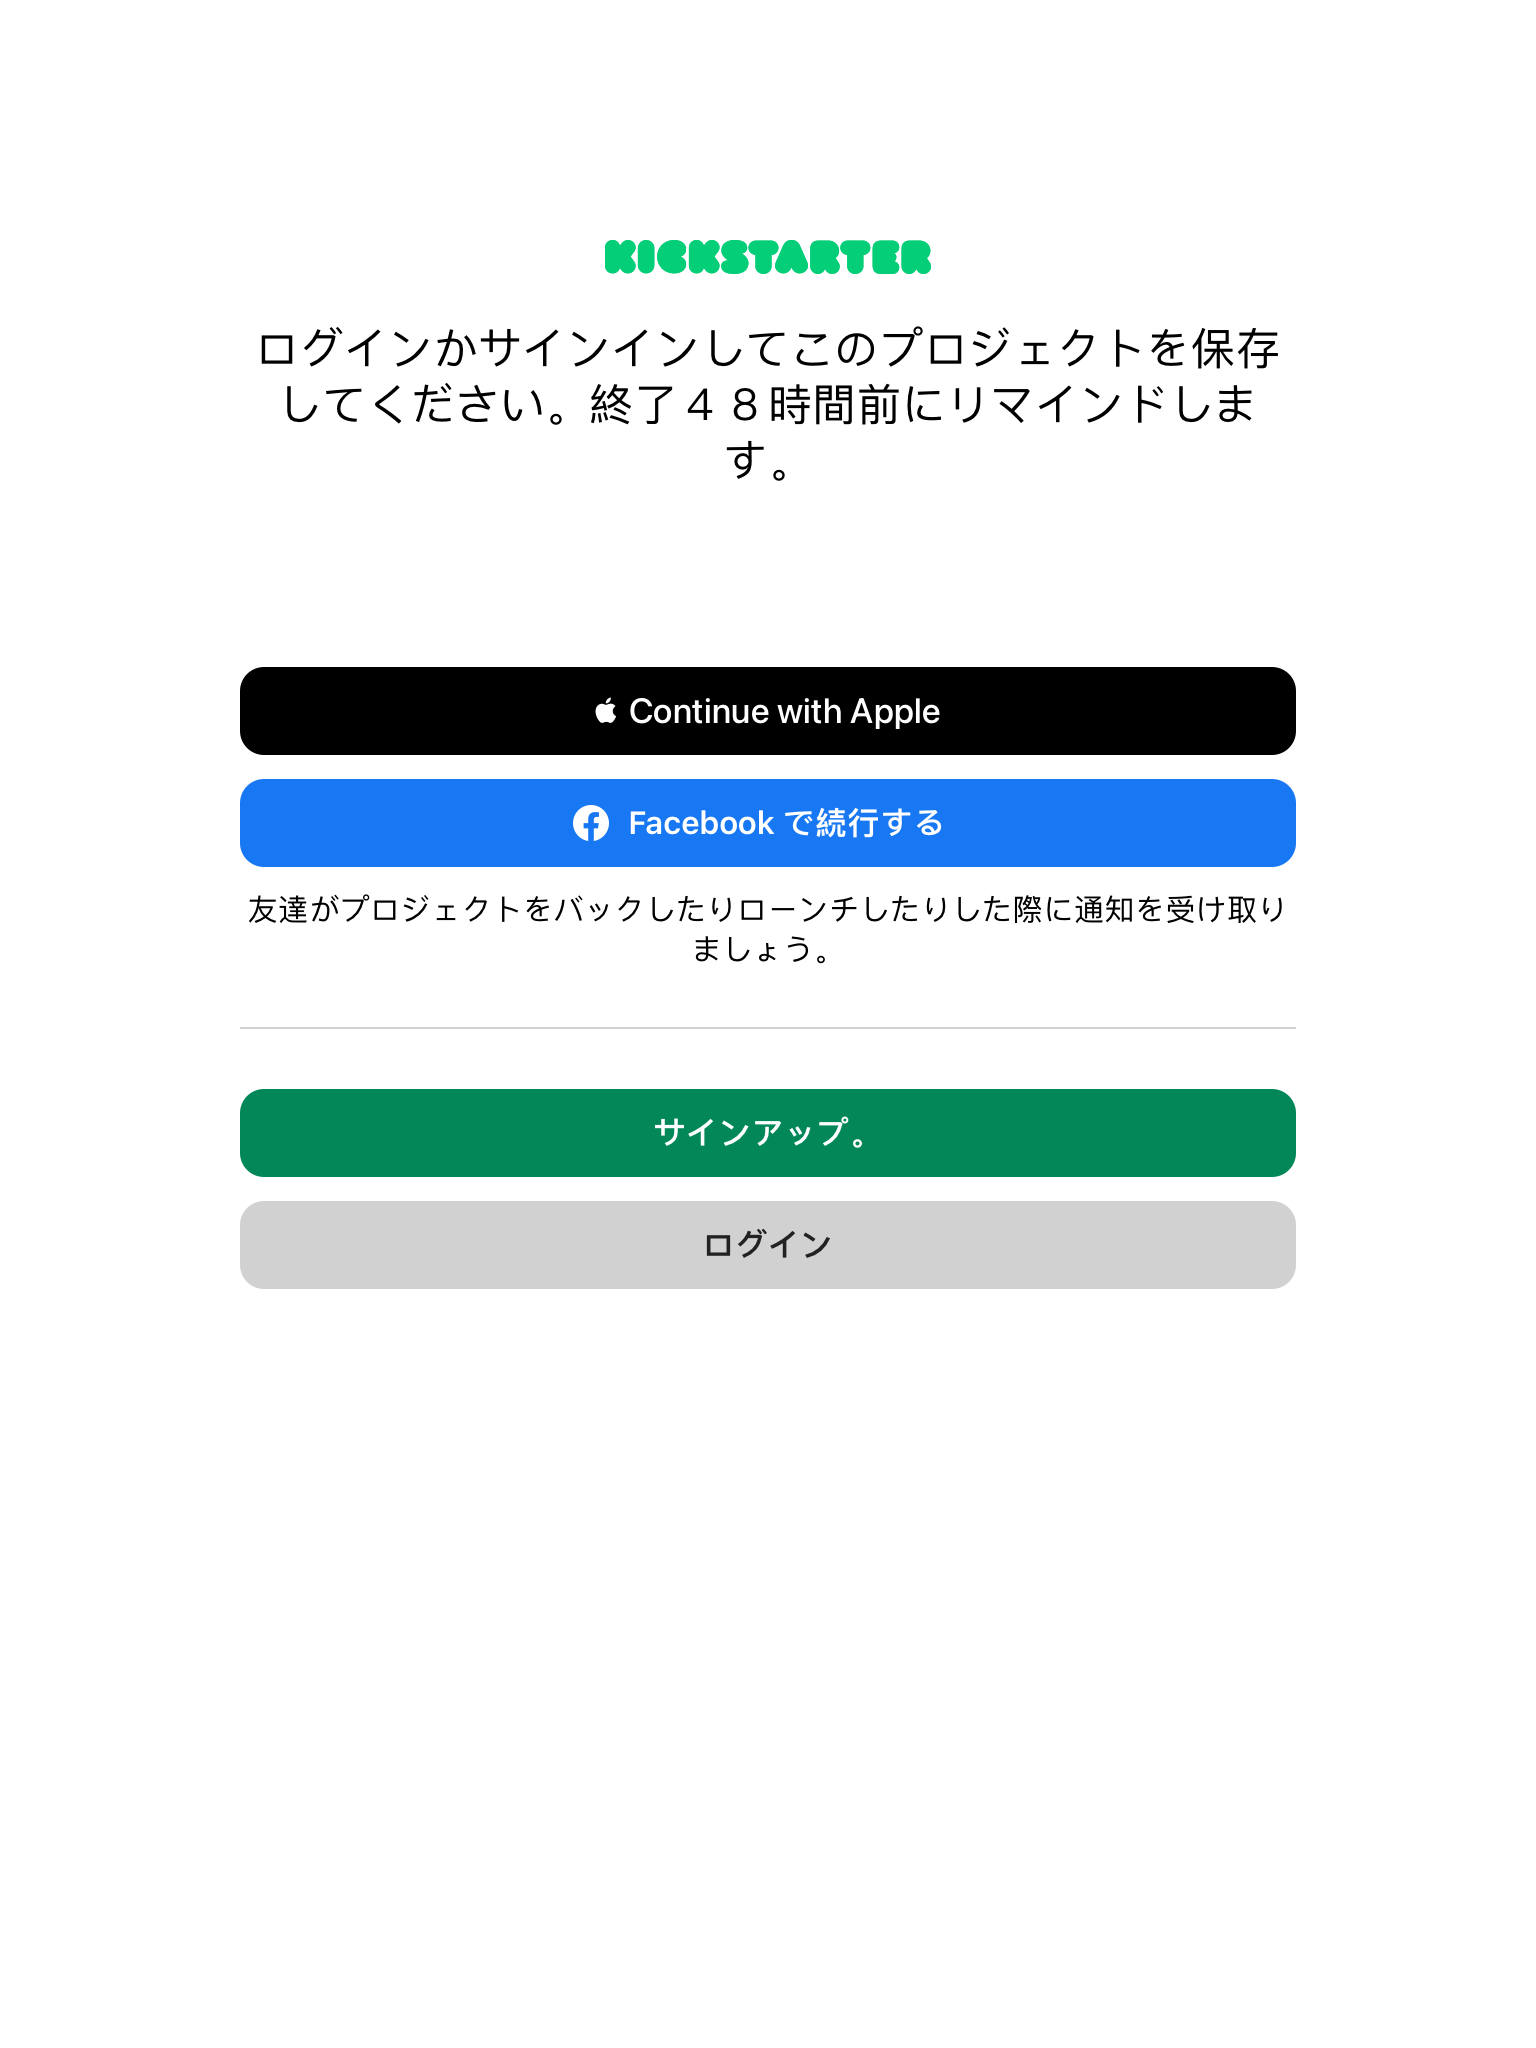 KICKSTARTER
ログインかサインインしてこのプロジェクトを保存
してください。終了４８時間前にリマインドしま
す。
Continue with Apple
Facebook で続行する
友達がプロジェクトをバックしたりローンチしたりした際に通知を受け取り
ましょう。
サインアップ。
ログイン